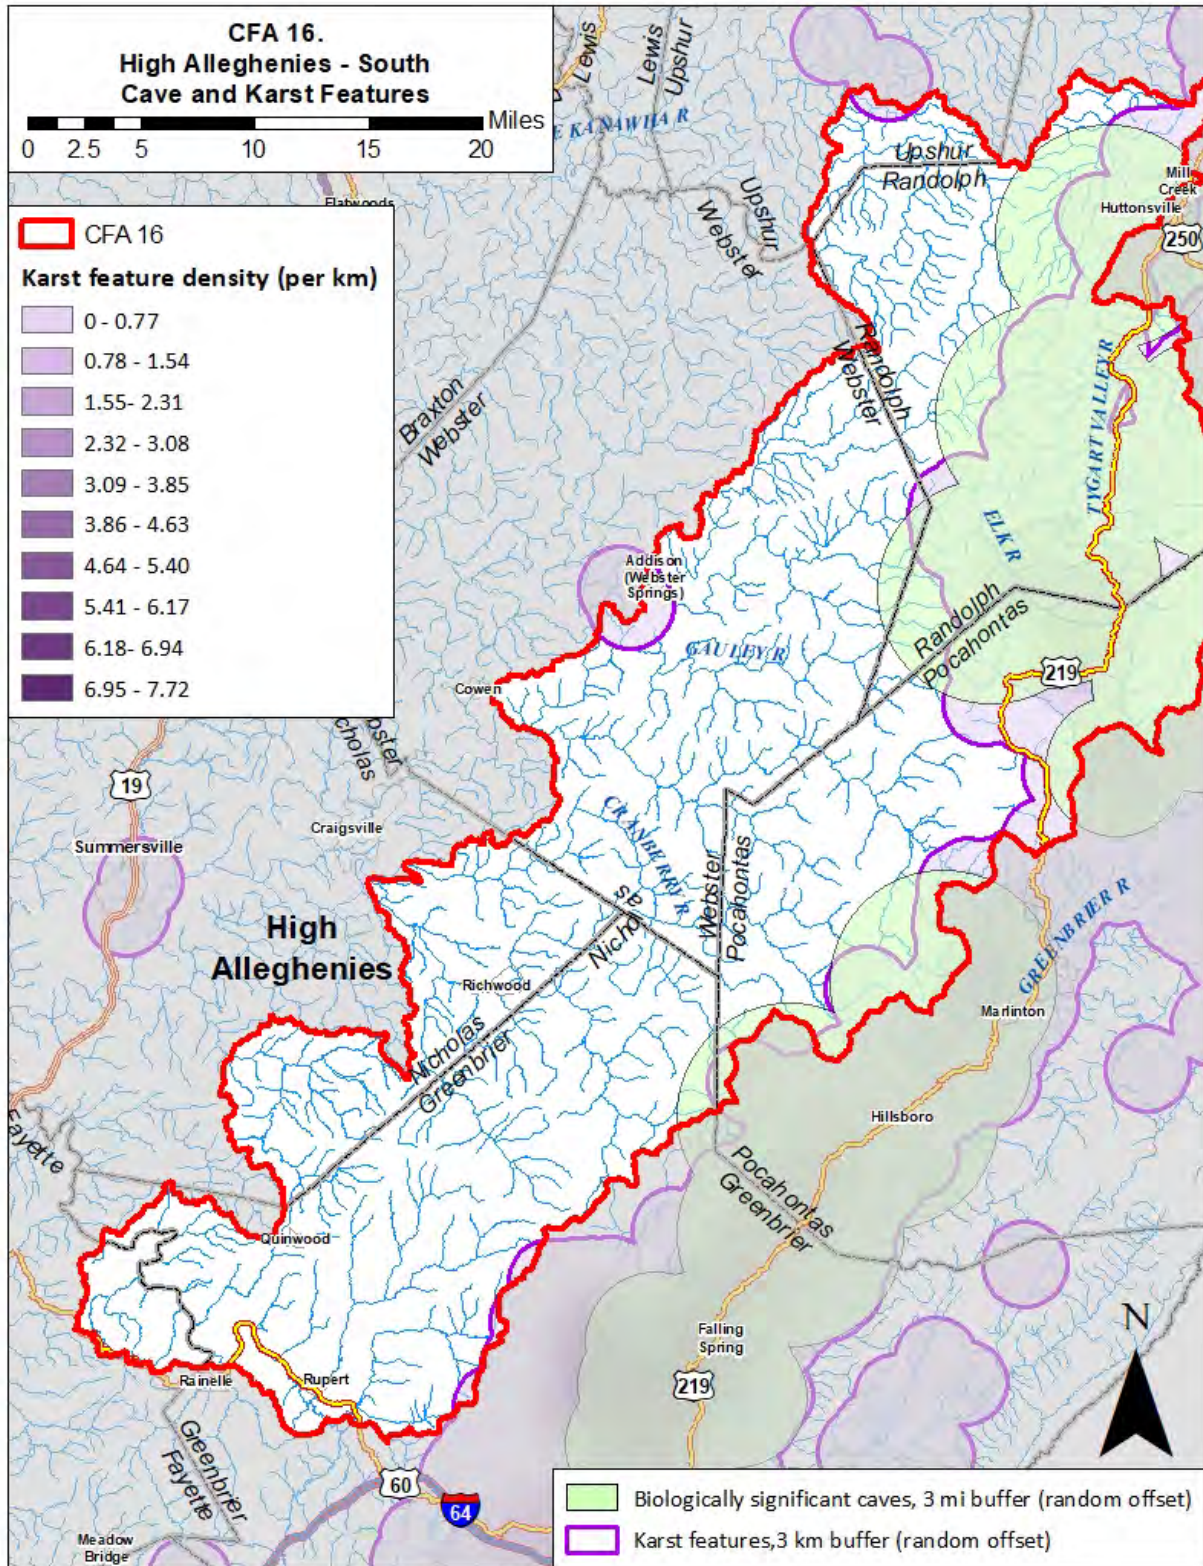 CFA 16.
High Alleghenies - South
Cave and Karst Features
Miles
0 2.5 5 10 15 20
CFA 16
Karst feature density (per km)
0 - 0.77
0.78 - 1.54
1.55- 2.31
2.32 - 3.08
3.09 - 3.85
3.86 - 4.63
4.64 - 5.40
5.41 - 6.17
6.18- 6.94
6.95 - 7.72
Lewis
Lewis
Upshur
E KANAWHA R
Flatwoods
Upshur
Randolph
Upshur
Webster
Mill
Creek
Huttonsville
250
Randolph
Webster
Braxton
Webster
TYGART VALLEY R
ELK R
Addison
(Webster
Springs)
Randolph
Pocahontas
GAULEY R
219
Cowen
bster
cholas
19
Craigsville
Summersville
CRANBERRY R
Webster
Pocahontas
as
Nicho
High
Alleghenies
Richwood
GREENBRIER R
Marlinton
Nicholas
Greenbrier
Fayette
Hillsboro
Pocahontas
Greenbrier
Quinwood
N
Falling
Spring
219
Rainelle
Rupert
Greenbrier
Fayette
60
64
Meadow
Bridge
Biologically significant caves, 3 mi buffer (random offset)
Karst features,3 km buffer (random offset)